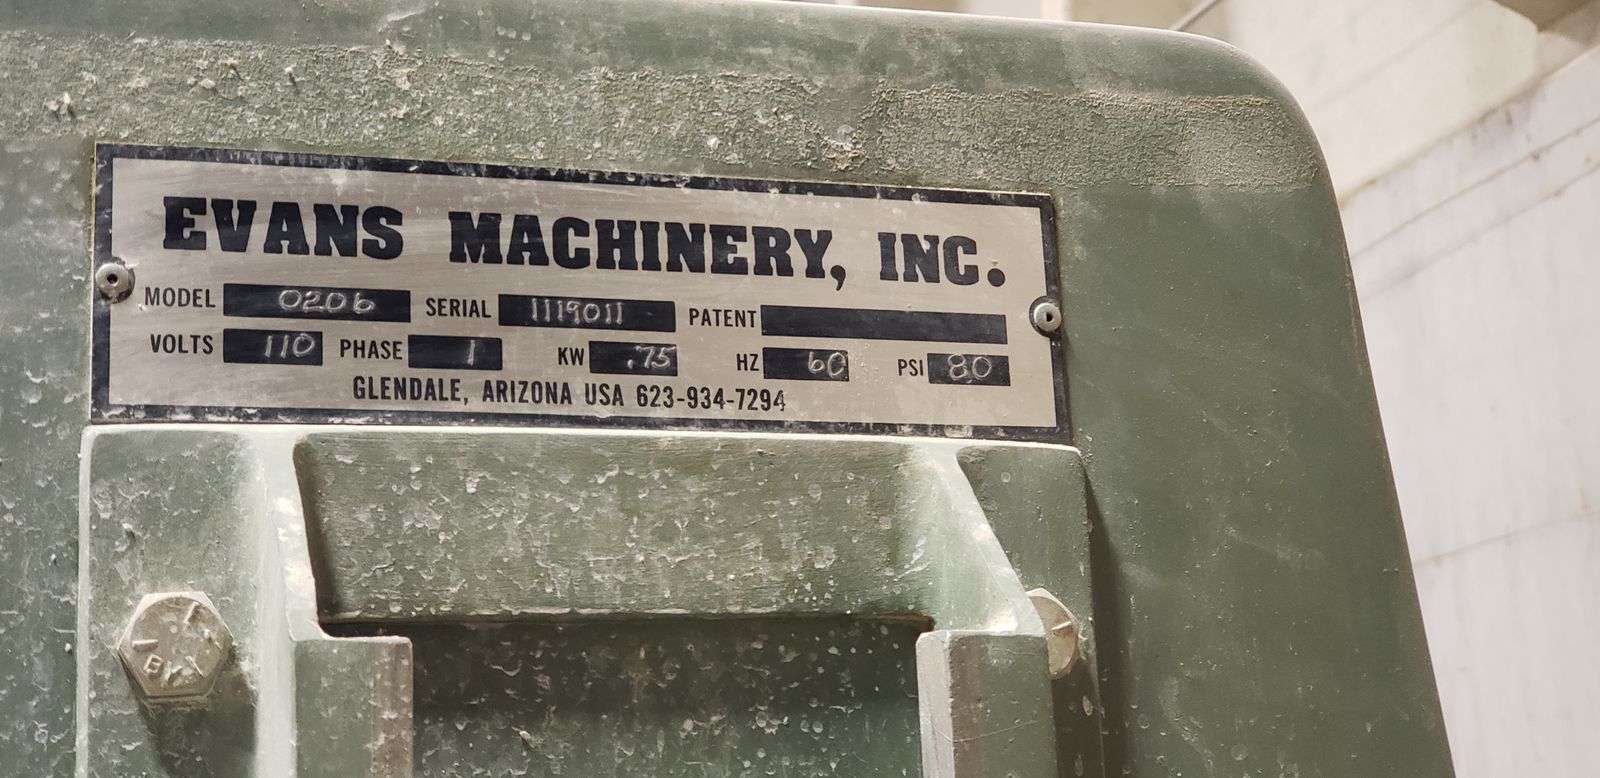 EVANS MACHINERY, INC.
MODEL 0206 SERIAL 1119011 PATENT
VOLTS 110 PHASE 1 KW .75 HZ 60 PSI 80
GLENDALE, ARIZONA USA 623-934-7294
BY